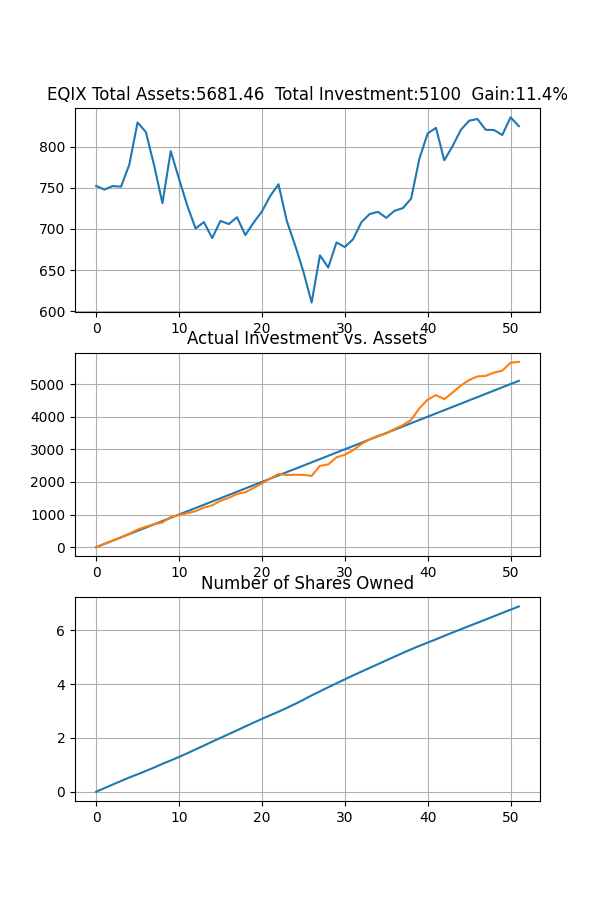 EQIX Total Assets:5681.46  Total Investment:5100  Gain:11.4%
800
750
700
650
600
0 10 20 30 40 50
Actual Investment vs. Assets
5000
4000
3000
2000
1000
0
0 10 20 30 40 50
Number of Shares Owned
6
4
2
0
0 10 20 30 40 50